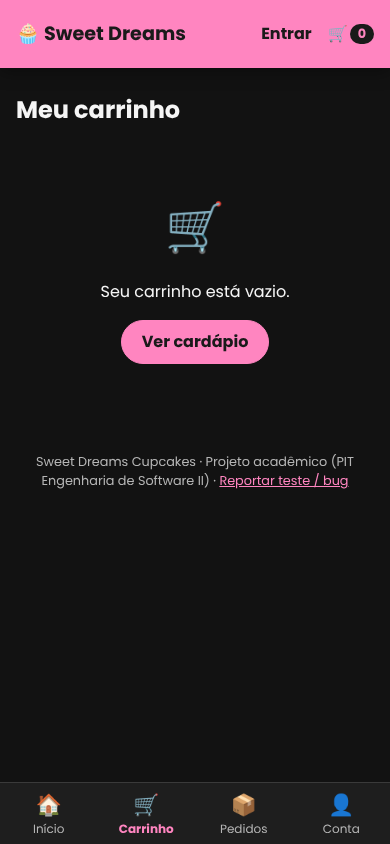 Sweet Dreams
Entrar
0
Meu carrinho
Seu carrinho está vazio.
Ver cardápio
Sweet Dreams Cupcakes · Projeto acadêmico (PIT
Engenharia de Software II) · Reportar teste / bug
Início
Carrinho
Pedidos
Conta